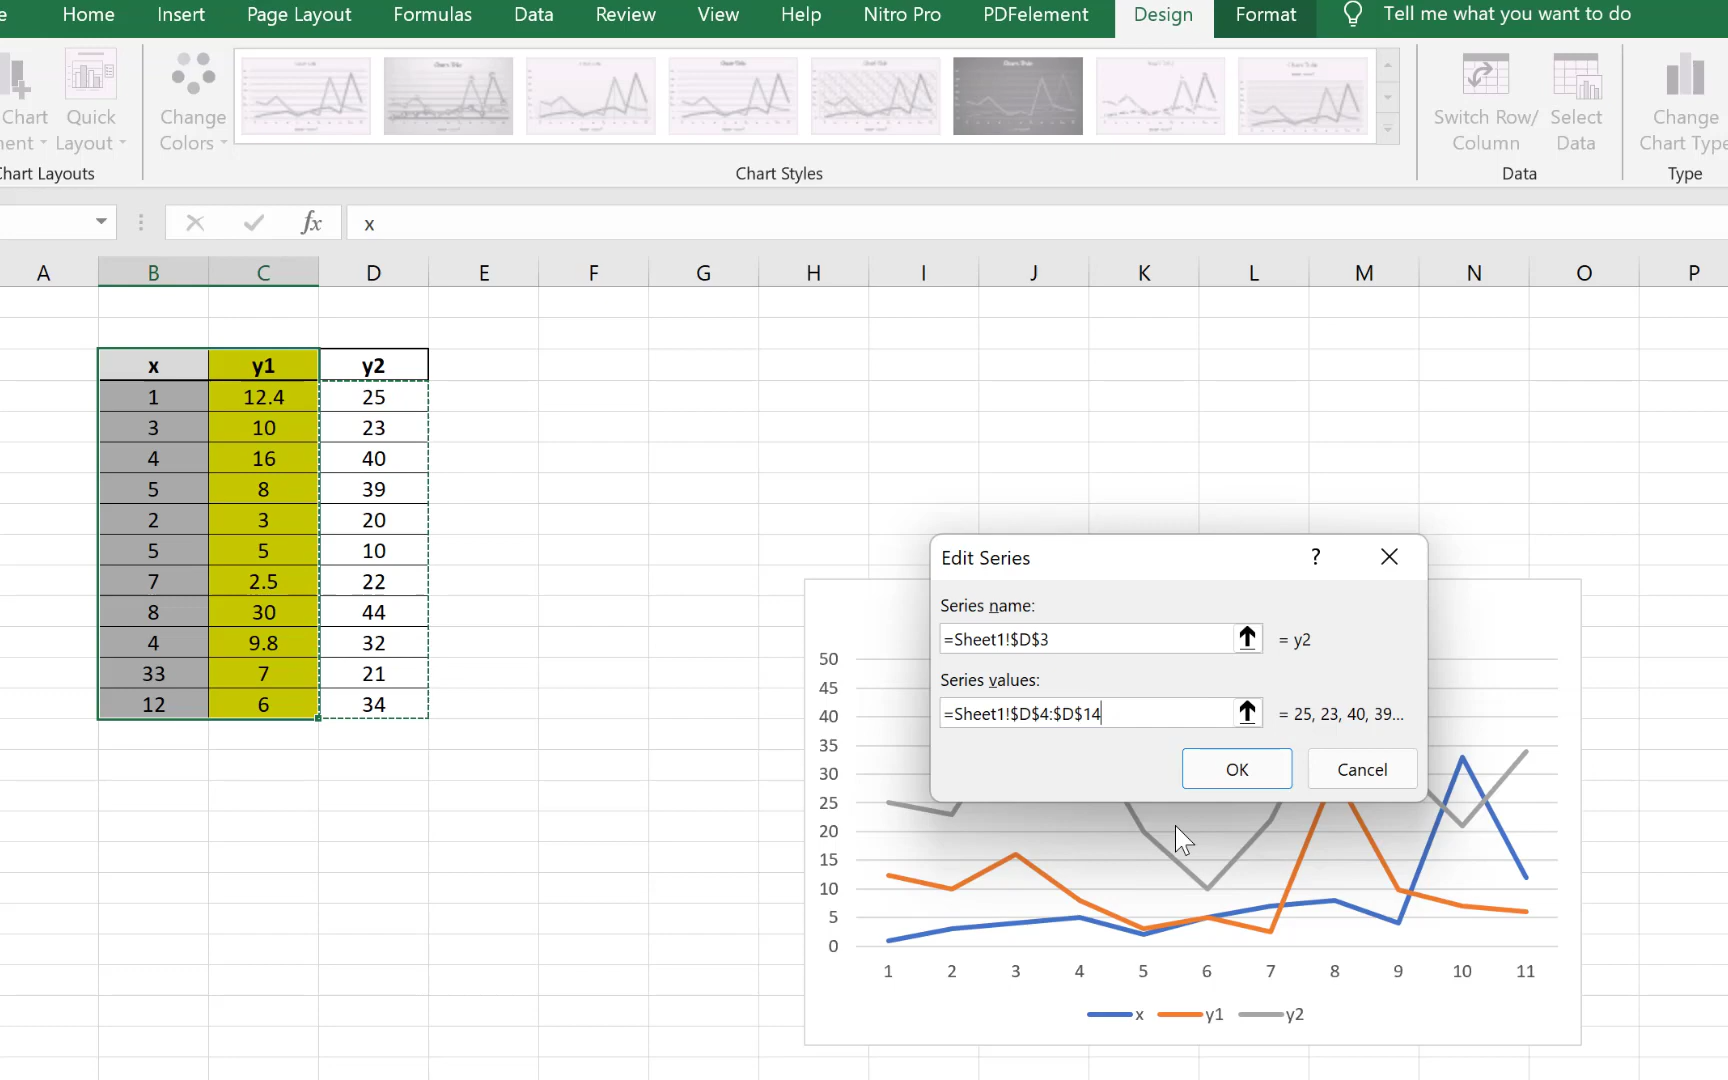 Home Insert Page Layout Formulas Data Review View Help Nitro Pro PDFelement Design Format Tell me what you want to do
Chart Quick Change Switch Row/ Select Change
ment Layout Colors Column Data Chart Type
Chart Layouts Chart Styles Data Type
fx x
A B C D E F G H I J K L M N O P
x y1 y2
1 12.4 25
3 10 23
4 16 40
5 8 39
2 3 20
5 5 10
7 2.5 22
8 30 44
4 9.8 32
33 7 21
12 6 34
Edit Series ?
Series name:
=Sheet1!$D$3 = y2
Series values:
=Sheet1!$D$4:$D$14 = 25, 23, 40, 39...
OK Cancel
50
45
40
35
30
25
20
15
10
5
0
1 2 3 4 5 6 7 8 9 10 11
x y1 y2